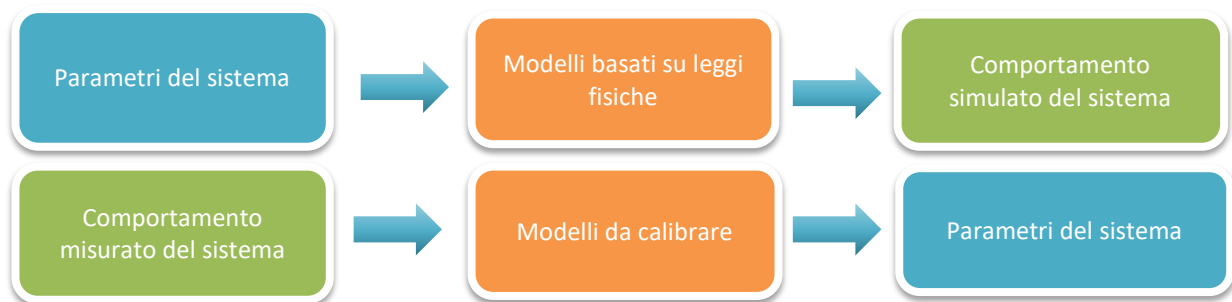 Parametri del sistema
Modelli basati su leggi
fisiche
Comportamento
simulato del sistema
Comportamento
misurato del sistema
Modelli da calibrare
Parametri del sistema